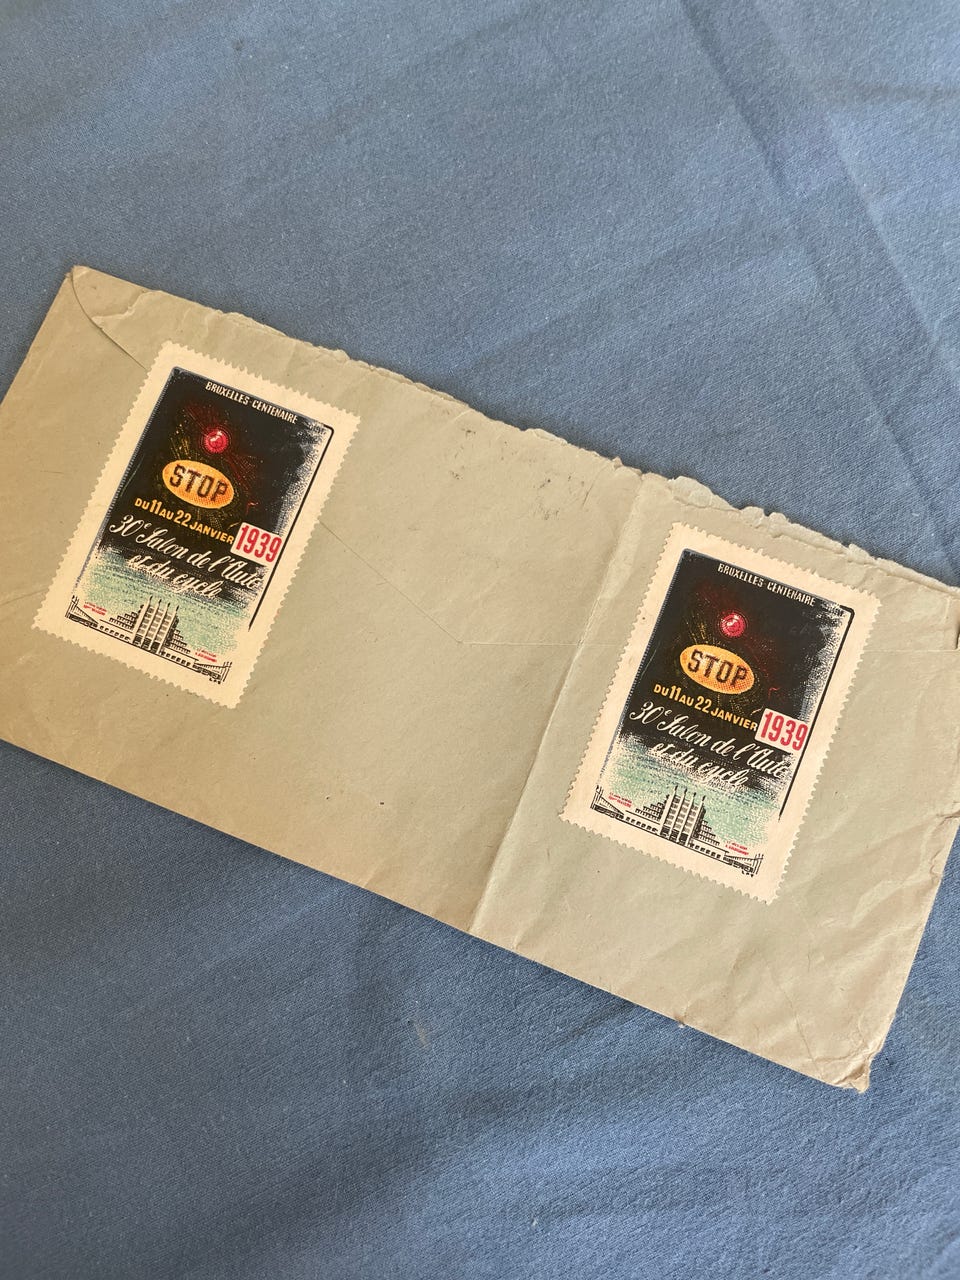 BRUXELLES-CENTENAIRE
STOP
DU 11 AU 22 JANVIER
1939
30e Salon de l'Auto
et du cycle
BRUXELLES-CENTENAIRE
STOP
DU 11 AU 22 JANVIER
1939
30e Salon de l'Auto
et du cycle